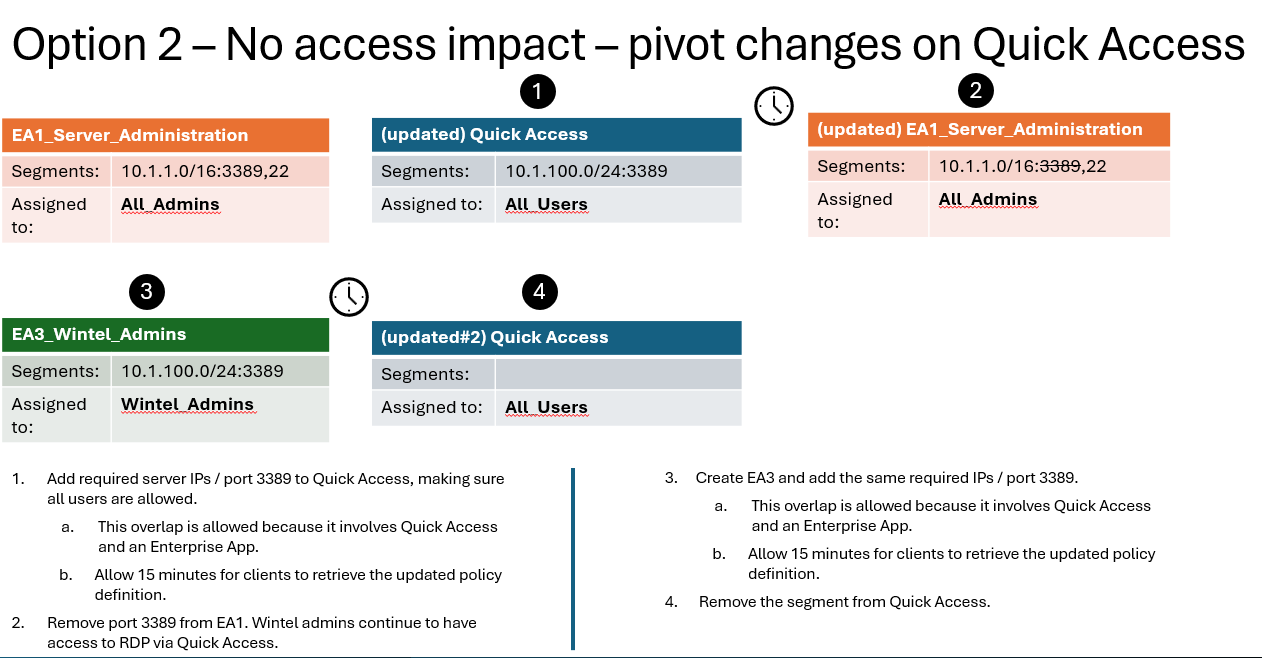 Option 2 – No access impact – pivot changes on Quick Access
EA1_Server_Administration
Segments: 10.1.1.0/16:3389,22
Assigned to: All_Admins
1
(updated) Quick Access
Segments: 10.1.100.0/24:3389
Assigned to: All_Users
2
(updated) EA1_Server_Administration
Segments: 10.1.1.0/16:3389,22
Assigned to: All_Admins
3
EA3_Wintel_Admins
Segments: 10.1.100.0/24:3389
Assigned to: Wintel_Admins
4
(updated#2) Quick Access
Segments:
Assigned to: All_Users
1. Add required server IPs / port 3389 to Quick Access, making sure
all users are allowed.
a. This overlap is allowed because it involves Quick Access
and an Enterprise App.
b. Allow 15 minutes for clients to retrieve the updated policy
definition.
2. Remove port 3389 from EA1. Wintel admins continue to have
access to RDP via Quick Access.
3. Create EA3 and add the same required IPs / port 3389.
a. This overlap is allowed because it involves Quick Access
and an Enterprise App.
b. Allow 15 minutes for clients to retrieve the updated policy
definition.
4. Remove the segment from Quick Access.